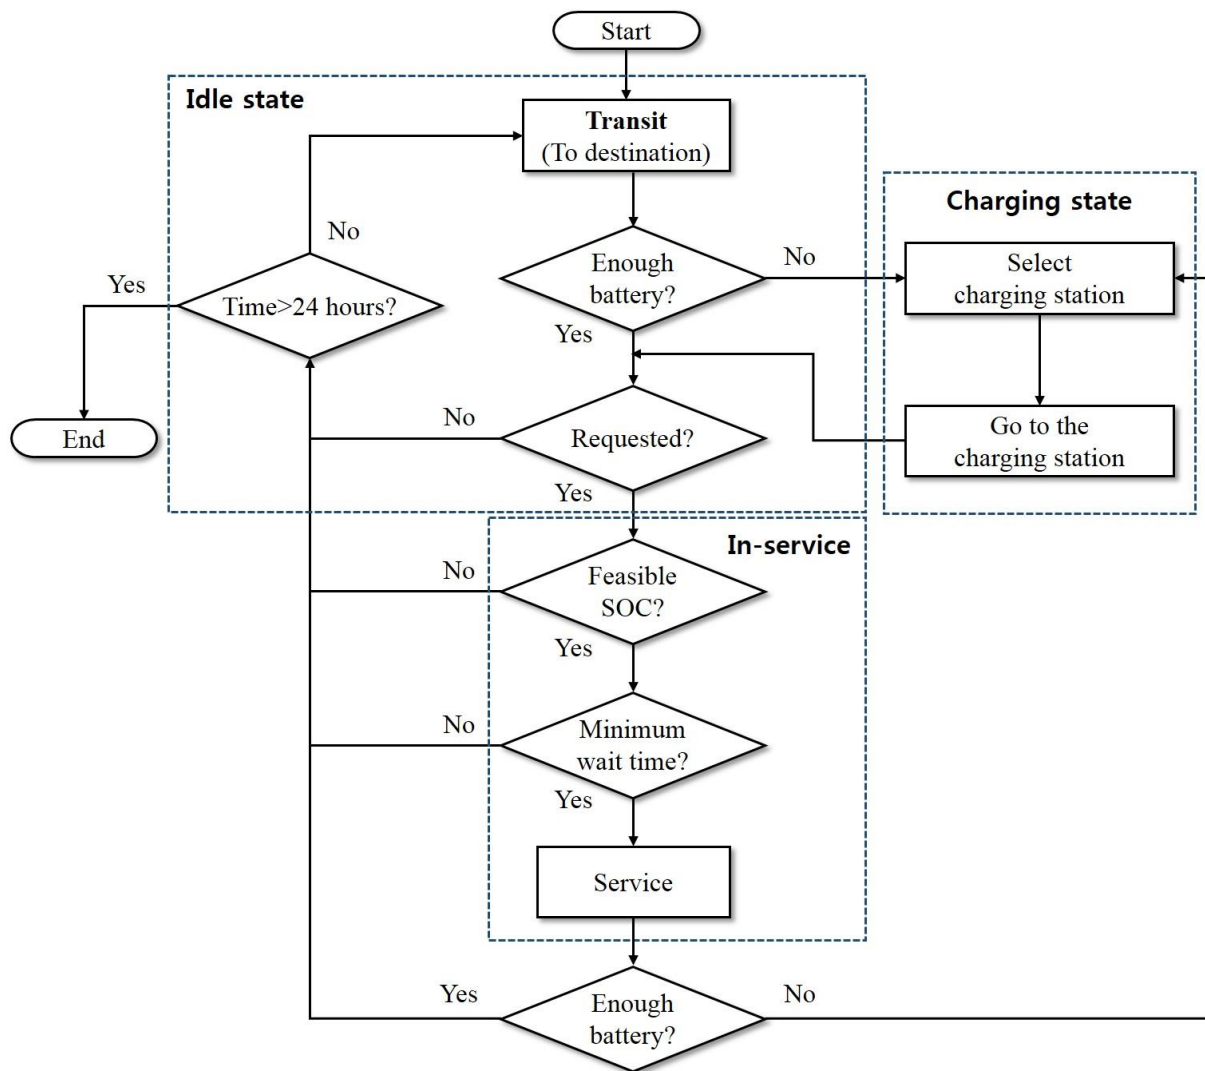 Start
Idle state
Transit
(To destination)
Charging state
No
Yes
Time>24 hours?
Enough
battery?
No
Select
charging station
Yes
End
No
Requested?
Go to the
charging station
Yes
In-service
No
Feasible
SOC?
Yes
No
Minimum
wait time?
Yes
Service
Yes
Enough
battery?
No